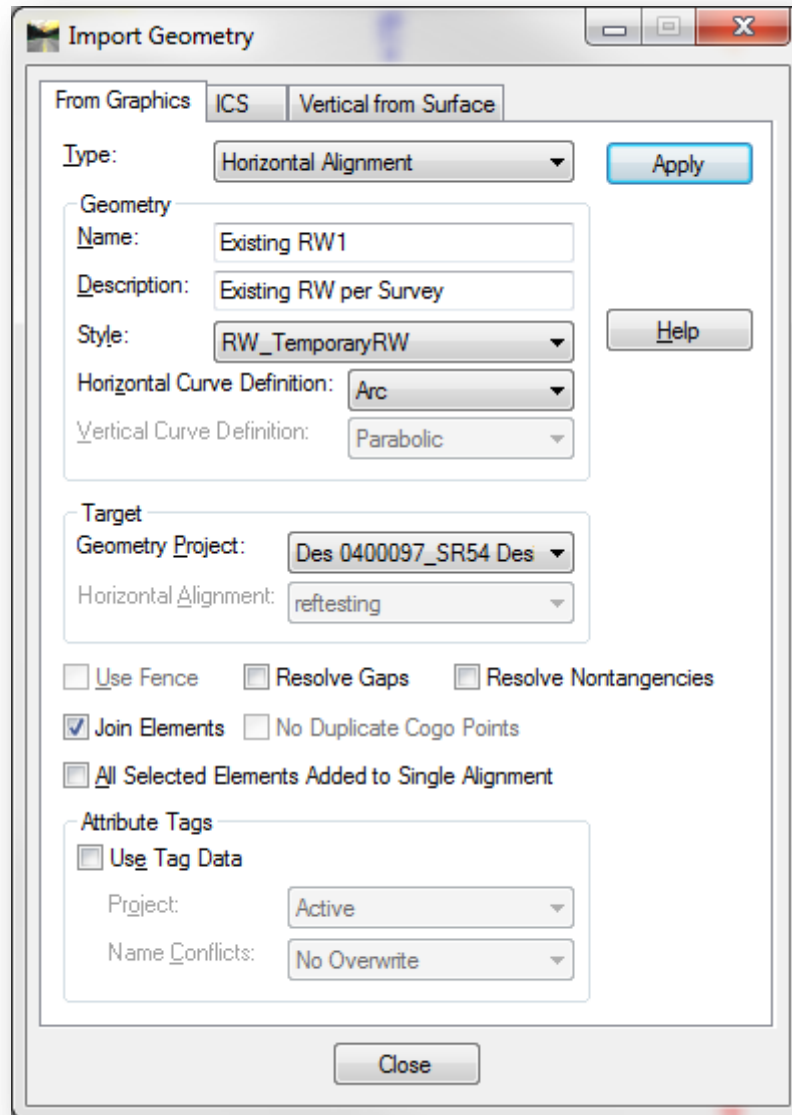 Import Geometry
From Graphics ICS Vertical from Surface
Type: Horizontal Alignment Apply
Geometry
Name: Existing RW1
Description: Existing RW per Survey
Style: RW_TemporaryRW Help
Horizontal Curve Definition: Arc
Vertical Curve Definition: Parabolic
Target
Geometry Project: Des 0400097_SR54 Des
Horizontal Alignment: reftesting
Use Fence Resolve Gaps Resolve Nontangencies
Join Elements No Duplicate Cogo Points
All Selected Elements Added to Single Alignment
Attribute Tags
Use Tag Data
Project: Active
Name Conflicts: No Overwrite
Close